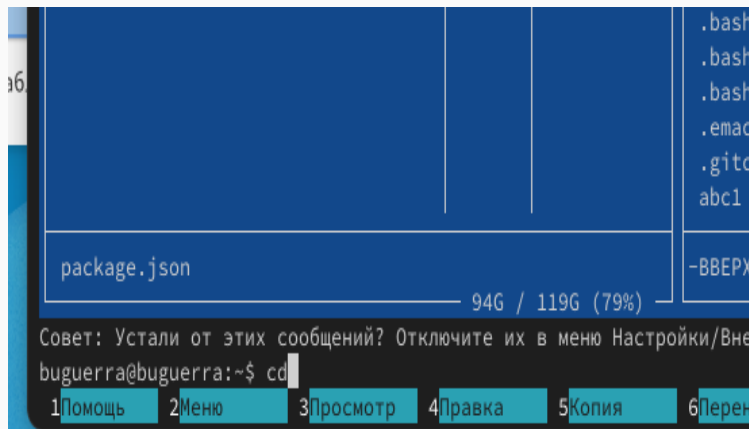 .bash
.bash
.bash
.emac
.gitc
abc1
package.json
-ВВЕРХ
94G / 119G (79%)
Совет: Устали от этих сообщений? Отключите их в меню Настройки/Вне
buguerra@buguerra:~$ cd
1Помощь 2Меню 3Просмотр 4Правка 5Копия 6Перен